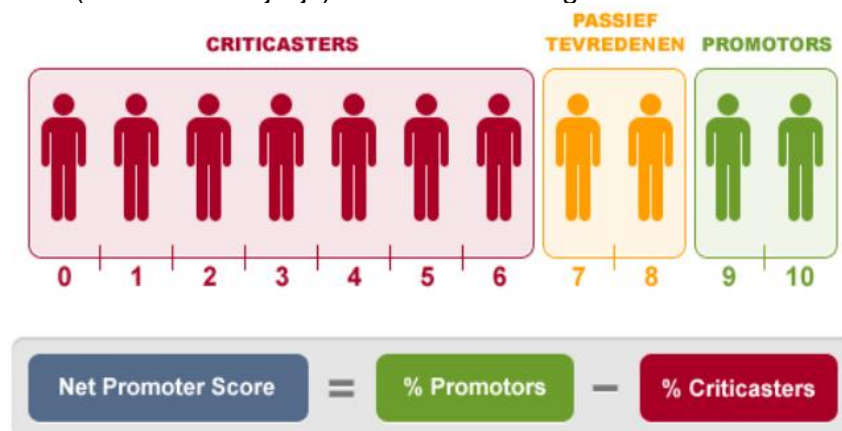 PASSIEF
CRITICASTERS TEVREDENEN PROMOTORS
0 1 2 3 4 5 6 7 8 9 10
Net Promoter Score = % Promotors – % Criticasters